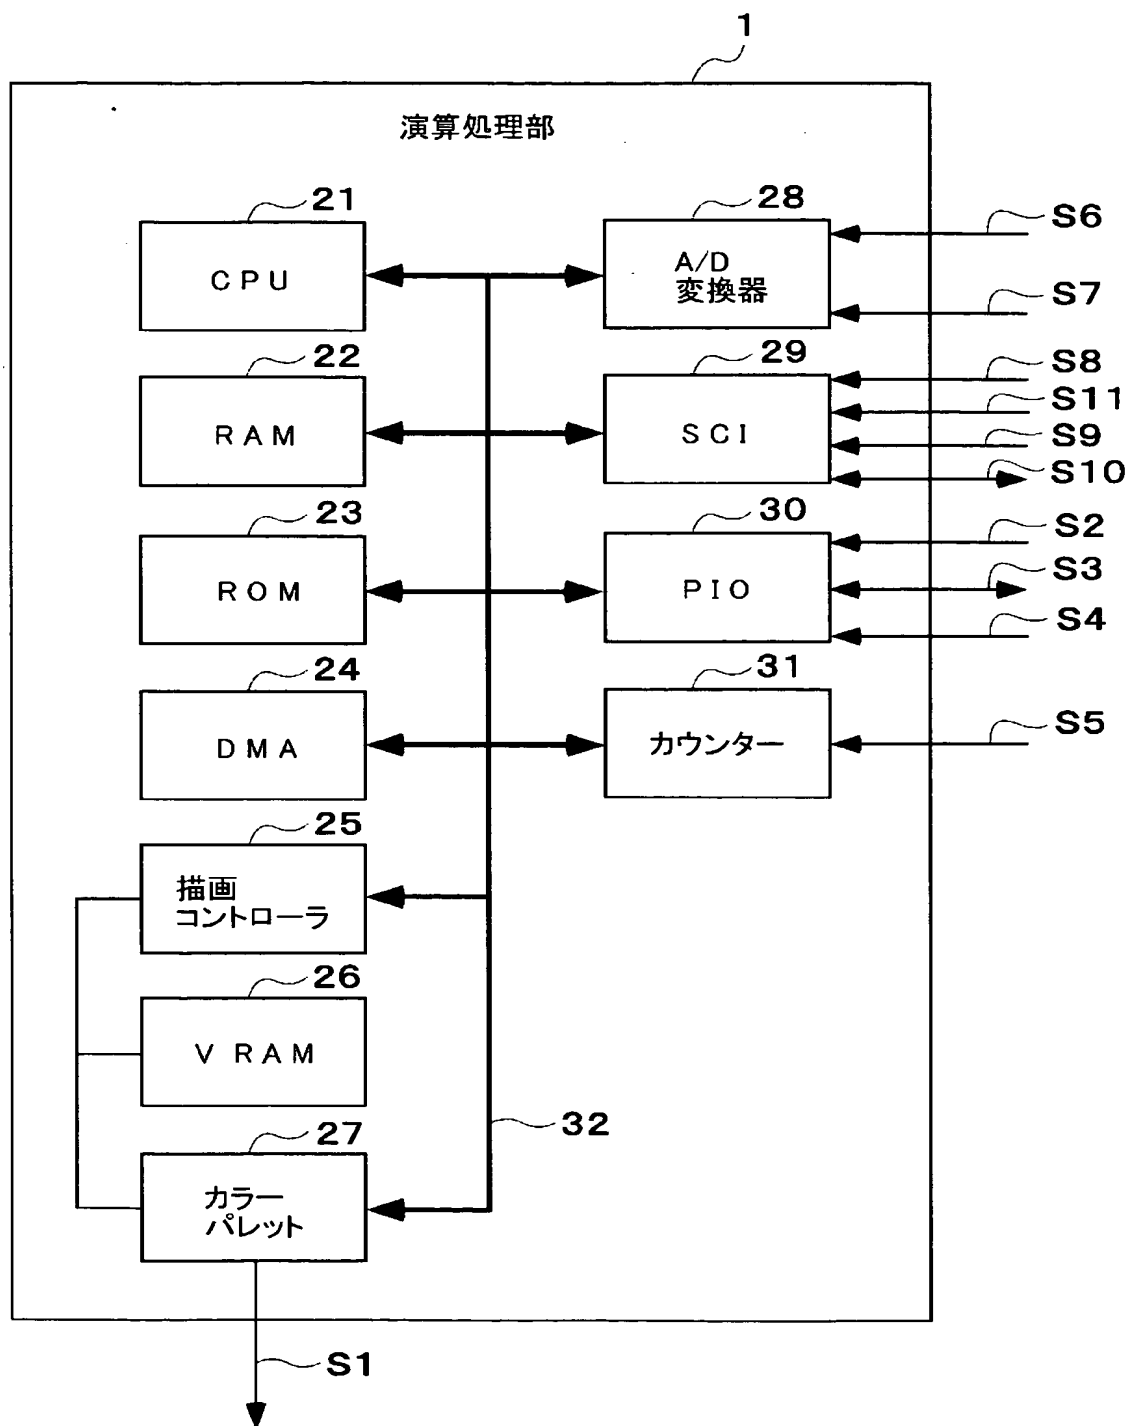 1
演算処理部
21
CPU
28
A/D
変換器
S6
S7
22
RAM
29
SCI
S8
S11
S9
S10
23
ROM
30
PIO
S2
S3
S4
24
DMA
31
カウンター
S5
25
描画
コントローラ
26
V RAM
27
カラー
パレット
32
S1